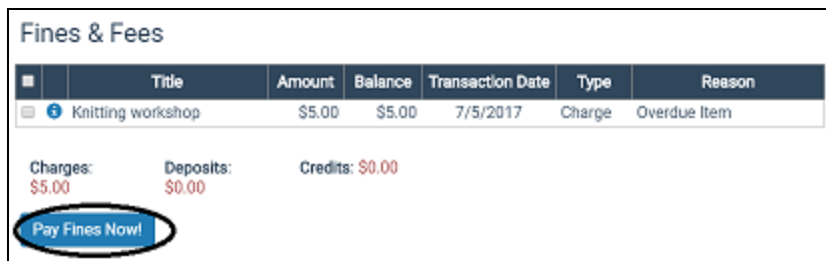 Fines & Fees
Title Amount Balance Transaction Date Type Reason
Knitting workshop $5.00 $5.00 7/5/2017 Charge Overdue Item
Charges: Deposits: Credits: $0.00
$5.00 $0.00
Pay Fines Now!